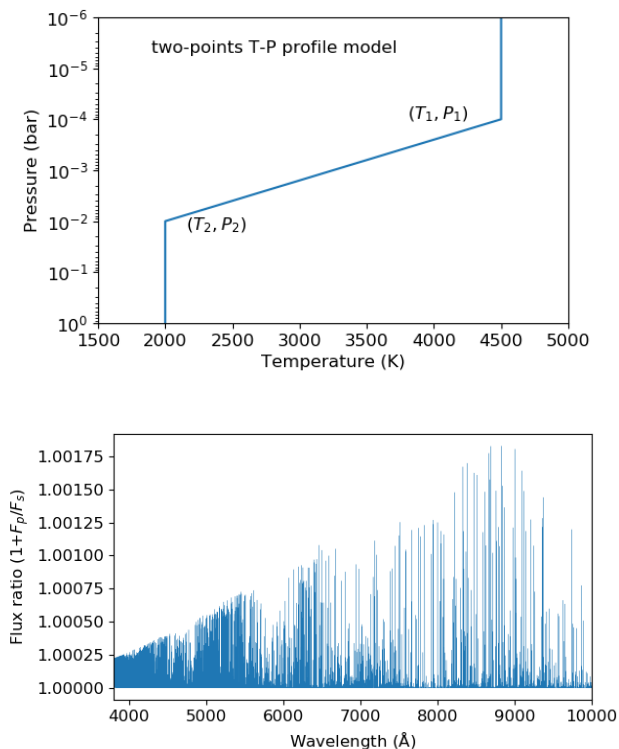 10⁻⁶
two-points T-P profile model
10⁻⁵
(T₁, P₁)
10⁻⁴
10⁻³
10⁻²
(T₂, P₂)
10⁻¹
10⁰
Pressure (bar)
1500 2000 2500 3000 3500 4000 4500 5000
Temperature (K)
1.00175
1.00150
1.00125
1.00100
1.00075
1.00050
1.00025
1.00000
Flux ratio (1+Fₚ/Fₛ)
4000 5000 6000 7000 8000 9000 10000
Wavelength (Å)